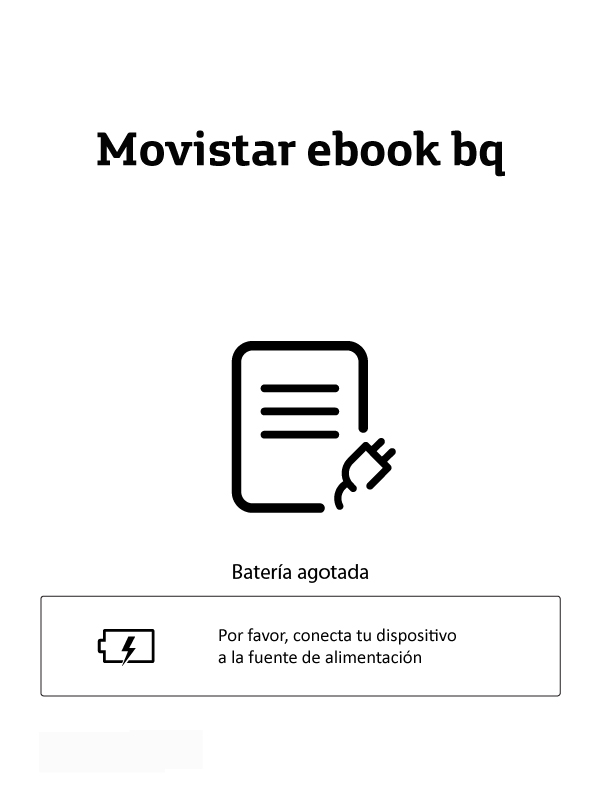 Movistar ebook bq
Batería agotada
Por favor, conecta tu dispositivo
a la fuente de alimentación